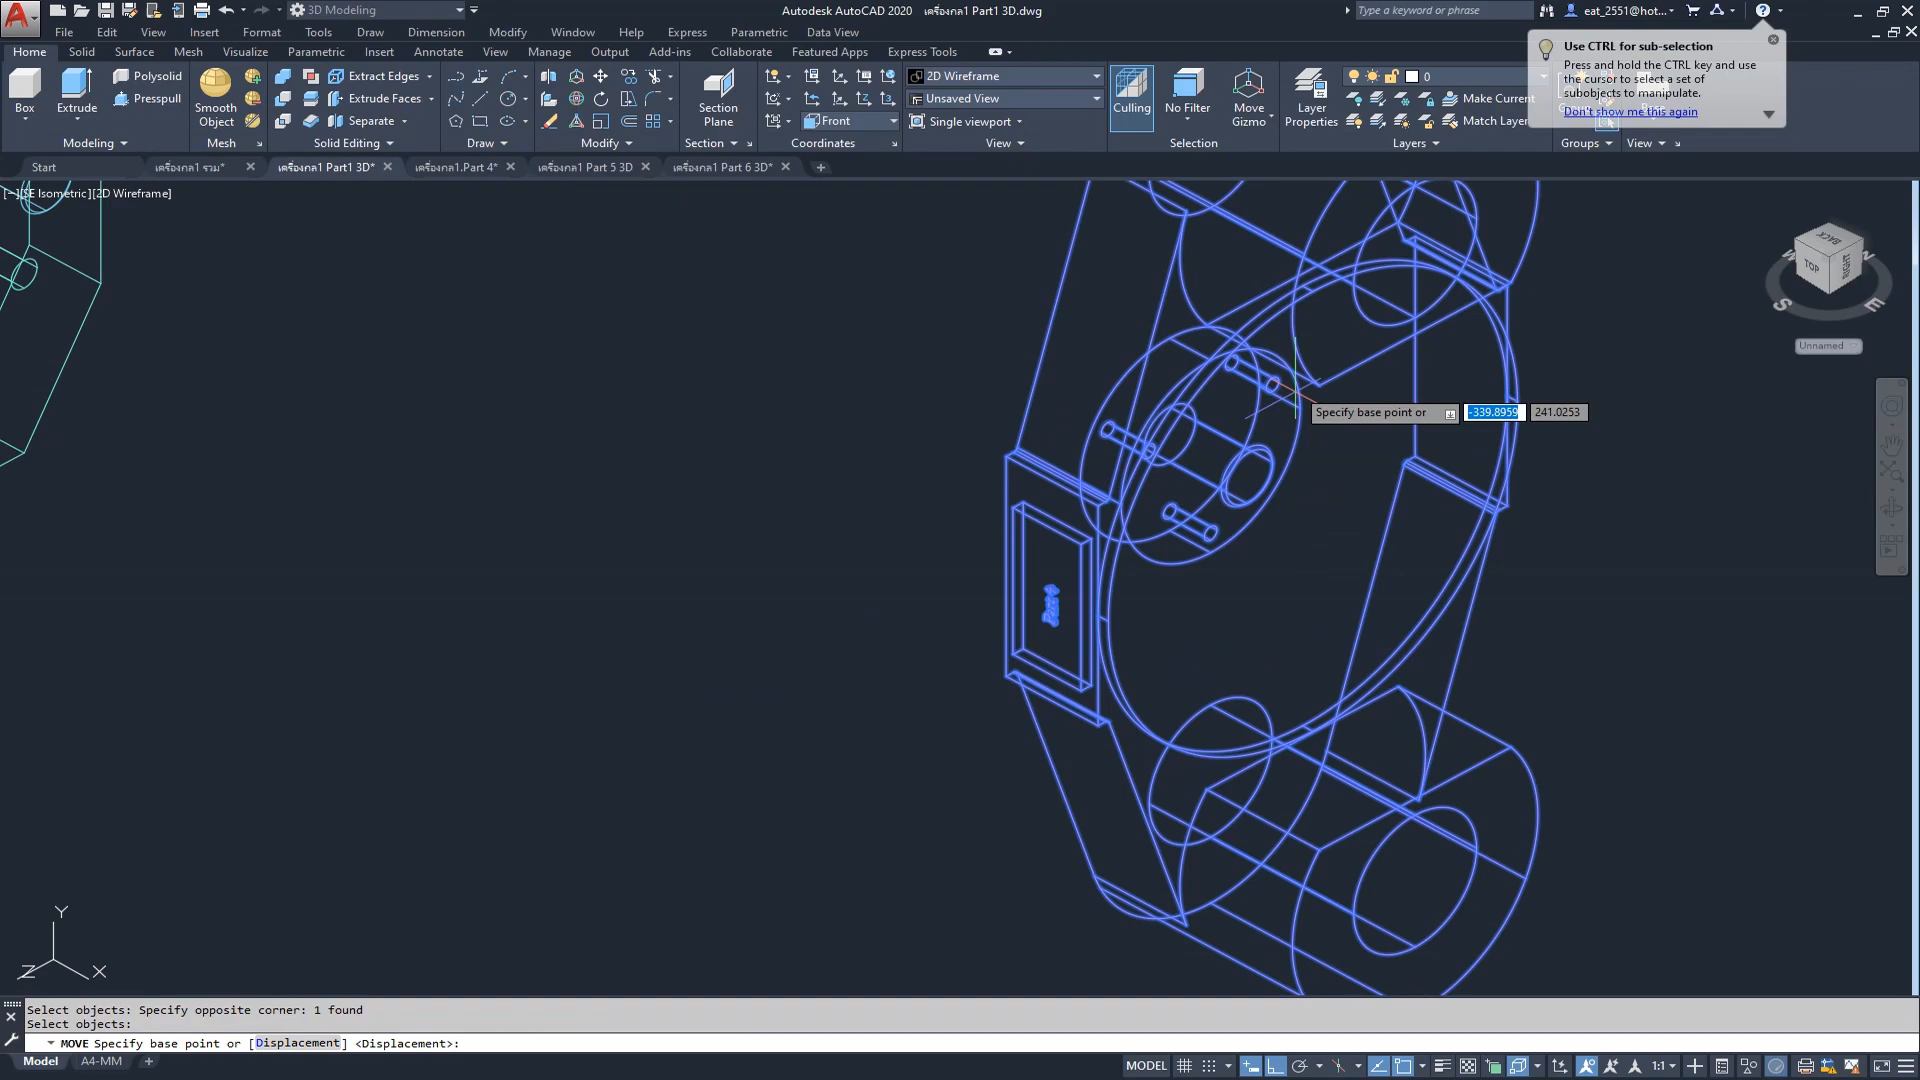 3D Modeling
Autodesk AutoCAD 2020 เครื่องกล1 Part1 3D.dwg
Type a keyword or phrase
eat_2551@hot...
File Edit View Insert Format Tools Draw Dimension Modify Window Help Express Parametric Data View
Home Solid Surface Mesh Visualize Parametric Insert Annotate View Manage Output Add-ins Collaborate Featured Apps Express Tools
Use CTRL for sub-selection
Press and hold the CTRL key and use
the cursor to select a set of
subobjects to manipulate.
Don't show me this again
Polysolid
Extract Edges
2D Wireframe
0
Presspull
Extrude Faces
Unsaved View
Make Current
Box
Extrude
Smooth
Object
Separate
Section
Plane
Front
Single viewport
Culling
No Filter
Move
Gizmo
Layer
Properties
Match Layer
Modeling
Mesh
Solid Editing
Draw
Modify
Section
Coordinates
View
Selection
Layers
Groups
View
Start
เครื่องกล1 รวม*
เครื่องกล1 Part1 3D*
เครื่องกล1.Part 4*
เครื่องกล1 Part 5 3D
เครื่องกล1 Part 6 3D*
[−][SE Isometric][2D Wireframe]
BACK
TOP
RIGHT
W
N
S
E
Unnamed
Specify base point or
-339.8959
241.0253
Y
Z
X
Select objects: Specify opposite corner: 1 found
Select objects:
MOVE Specify base point or [Displacement] <Displacement>:
Model
A4-MM
MODEL
1:1